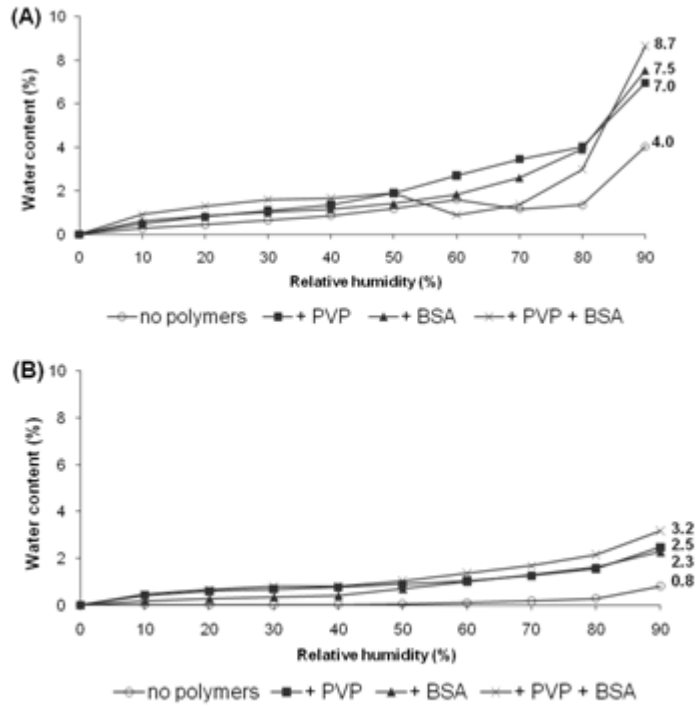 (A)
10
8
6
4
2
0
Water content (%)
8.7
7.5
7.0
4.0
0 10 20 30 40 50 60 70 80 90
Relative humidity (%)
no polymers + PVP + BSA + PVP + BSA
(B)
10
8
6
4
2
0
Water content (%)
3.2
2.5
2.3
0.8
0 10 20 30 40 50 60 70 80 90
Relative humidity (%)
no polymers + PVP + BSA + PVP + BSA